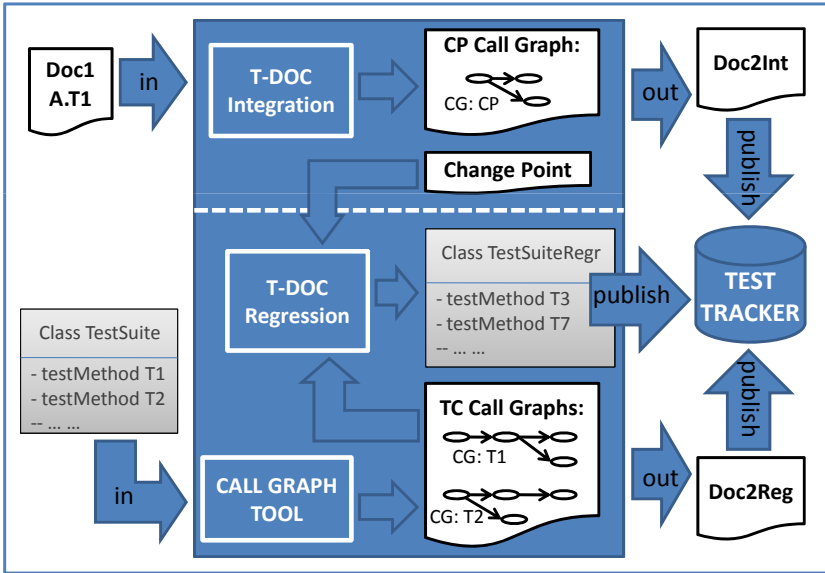 Doc1
A.T1
in
T-DOC
Integration
CP Call Graph:
CG: CP
out
Doc2Int
publish
Change Point
T-DOC
Regression
Class TestSuiteRegr
- testMethod T3
- testMethod T7
-- ... ...
publish
TEST
TRACKER
Class TestSuite
- testMethod T1
- testMethod T2
-- ... ...
in
CALL GRAPH
TOOL
TC Call Graphs:
CG: T1
CG: T2
out
publish
Doc2Reg